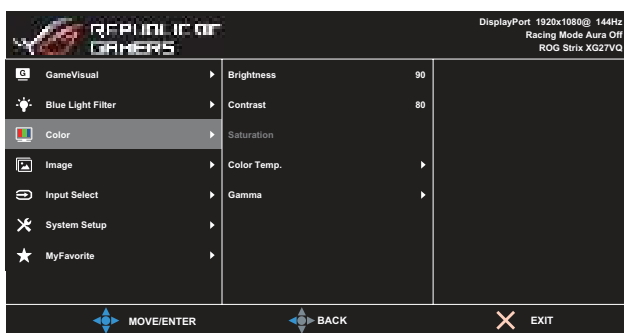 REPUBLIC OF
GAMERS
DisplayPort 1920x1080@ 144Hz
Racing Mode Aura Off
ROG Strix XG27VQ
G
GameVisual
Blue Light Filter
Color
Image
Input Select
System Setup
MyFavorite
Brightness 90
Contrast 80
Saturation
Color Temp.
Gamma
MOVE/ENTER BACK EXIT